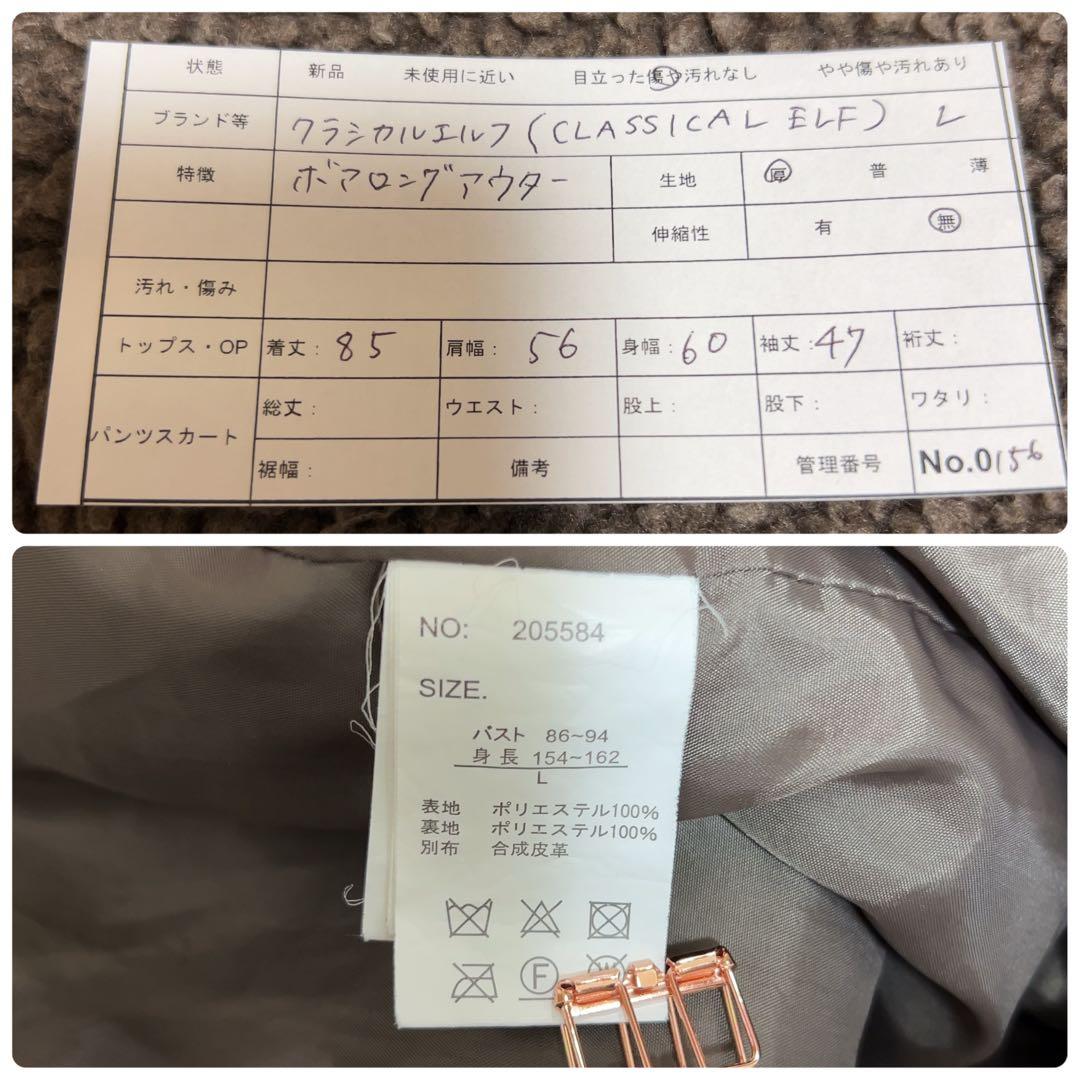 状態 新品 未使用に近い 目立った傷や汚れなし やや傷や汚れあり
ブランド等 クラシカルエルフ(CLASSICAL ELF) L
特徴 ボアロングアウター 生地 厚 普 薄
伸縮性 有 無
汚れ・傷み
トップス・OP 着丈: 85 肩幅: 56 身幅: 60 袖丈: 47 裄丈:
パンツスカート 総丈: ウエスト: 股上: 股下: ワタリ:
裾幅: 備考 管理番号 No.0156
NO: 205584
SIZE.
バスト 86~94
身長 154~162
L
表地 ポリエステル100%
裏地 ポリエステル100%
別布 合成皮革
F
W